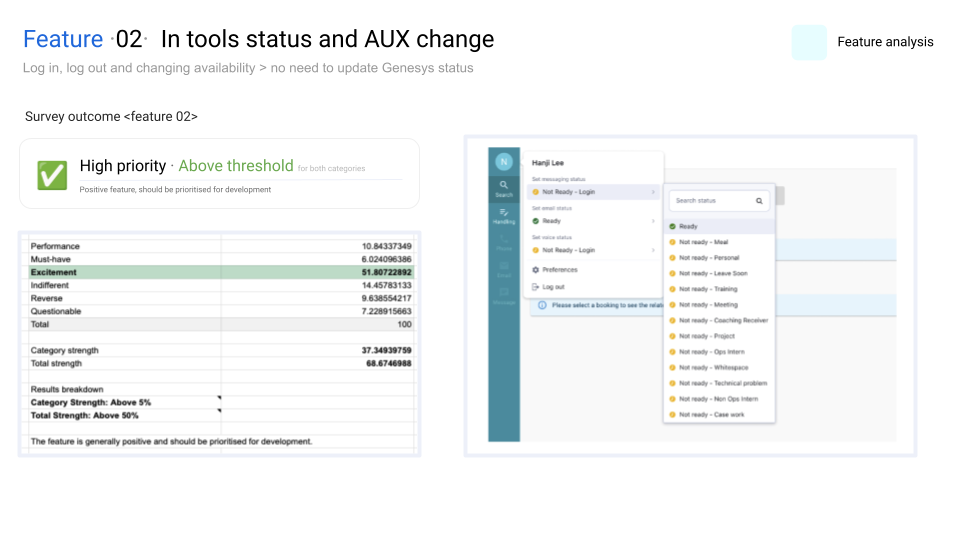 Feature ·02· In tools status and AUX change
Feature analysis
Log in, log out and changing availability > no need to update Genesys status
Survey outcome <feature 02>
High priority · Above threshold for both categories
Positive feature, should be prioritised for development
Performance 10.84337349
Must-have 6.024096386
Excitement 51.80722892
Indifferent 14.45783133
Reverse 9.638554217
Questionable 7.228915663
Total 100
Category strength 37.34939759
Total strength 68.6746988
Results breakdown
Category Strength: Above 5%
Total Strength: Above 50%
The feature is generally positive and should be prioritised for development.
N
Search
Handling
Phone
Email
Message
Hanji Lee
Set messaging status
Not Ready - Login
Set email status
Ready
Set voice status
Not Ready - Login
Preferences
Log out
Please select a booking to see the
Search status
Ready
Not ready - Meal
Not ready - Personal
Not ready - Leave Soon
Not ready - Training
Not ready - Meeting
Not ready - Coaching Receiver
Not ready - Project
Not ready - Ops Intern
Not ready - Whitespace
Not ready - Technical problem
Not ready - Non Ops Intern
Not ready - Case work